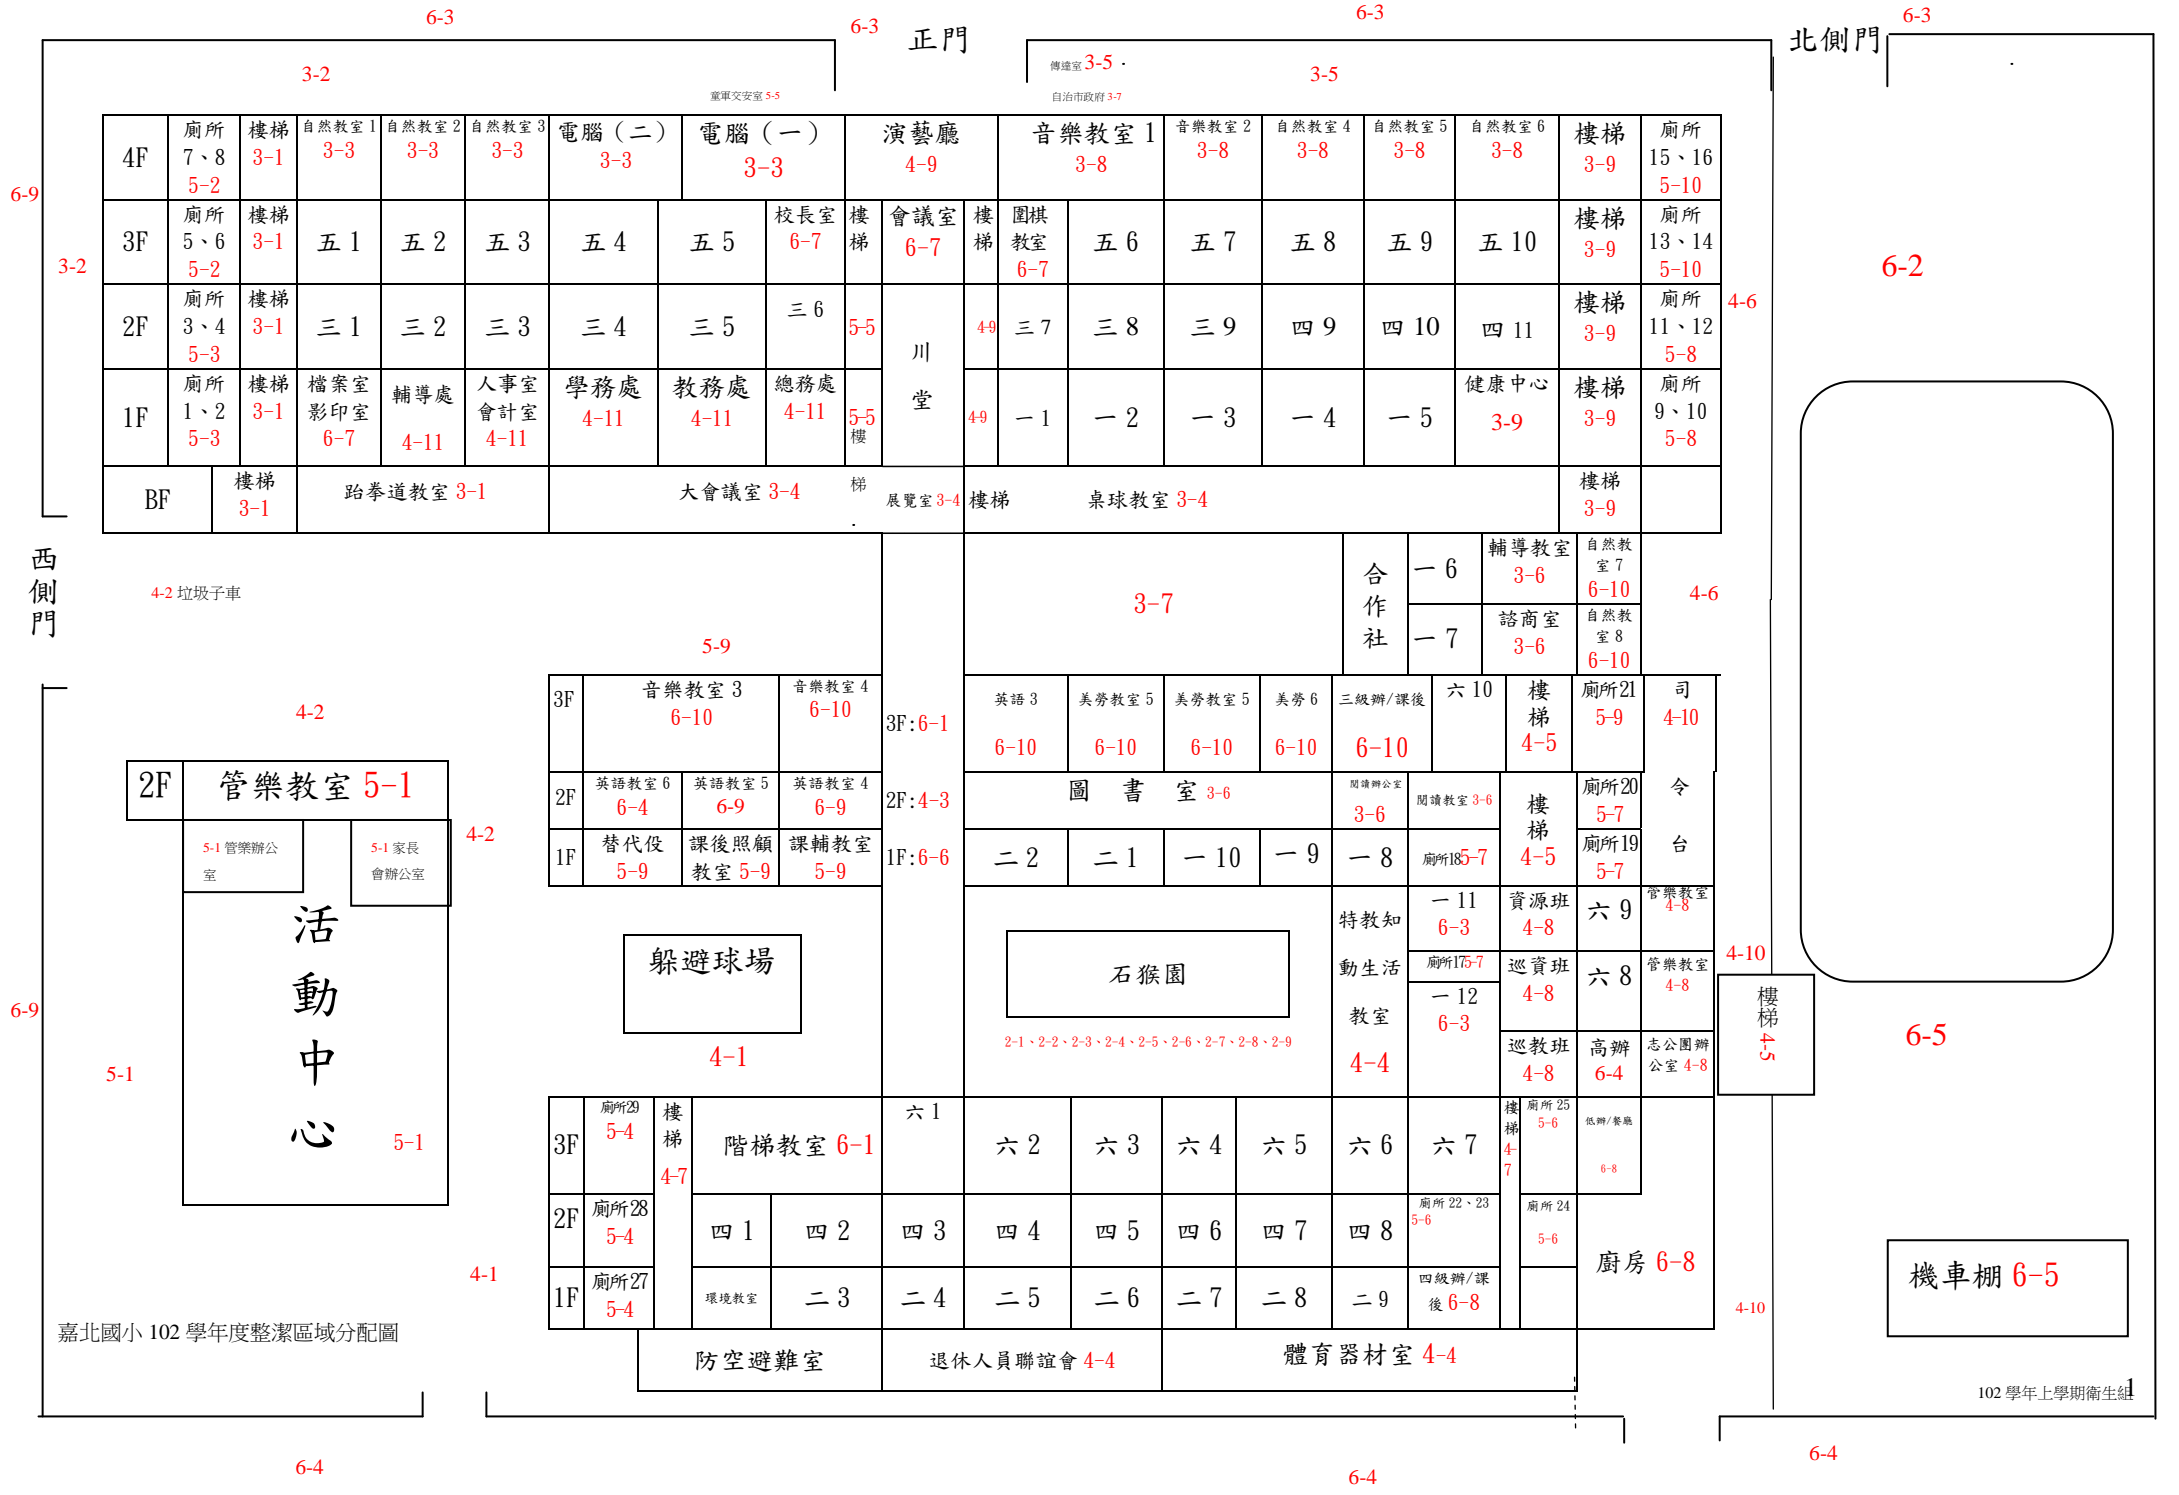 6-3
6-3
正門
6-3
北側門
6-3
3-2
傳達室 3-5
3-5
童軍交安室 5-5
自治市政府 3-7
4F
廁所
7、8
5-2
樓梯
3-1
自然教室 1
3-3
自然教室 2
3-3
自然教室 3
3-3
電腦（二）
3-3
電腦（一）
3-3
演藝廳
4-9
音樂教室 1
3-8
音樂教室 2
3-8
自然教室 4
3-8
自然教室 5
3-8
自然教室 6
3-8
樓梯
3-9
廁所
15、16
5-10
6-9
3F
廁所
5、6
5-2
樓梯
3-1
五 1
五 2
五 3
五 4
五 5
校長室
6-7
樓
梯
會議室
6-7
樓
梯
圍棋
教室
6-7
五 6
五 7
五 8
五 9
五 10
樓梯
3-9
廁所
13、14
5-10
3-2
6-2
2F
廁所
3、4
5-3
樓梯
3-1
三 1
三 2
三 3
三 4
三 5
三 6
5-5
川
堂
4-9
三 7
三 8
三 9
四 9
四 10
四 11
樓梯
3-9
廁所
11、12
5-8
4-6
1F
廁所
1、2
5-3
樓梯
3-1
檔案室
影印室
6-7
輔導處
4-11
人事室
會計室
4-11
學務處
4-11
教務處
4-11
總務處
4-11
5-5
樓
梯
4-9
一 1
一 2
一 3
一 4
一 5
健康中心
3-9
樓梯
3-9
廁所
9、10
5-8
BF
樓梯
3-1
跆拳道教室 3-1
大會議室 3-4
展覽室 3-4
樓梯
桌球教室 3-4
樓梯
3-9
西
側
門
4-2 垃圾子車
5-9
3-7
合
作
社
一 6
輔導教室
3-6
自然教
室 7
6-10
4-6
一 7
諮商室
3-6
自然教
室 8
6-10
4-2
3F
音樂教室 3
6-10
音樂教室 4
6-10
3F:6-1
英語 3
6-10
美勞教室 5
6-10
美勞教室 5
6-10
美勞 6
6-10
三級辦/課後
6-10
六 10
樓
梯
4-5
廁所21
5-9
司
4-10
令
台
2F
管樂教室 5-1
5-1 管樂辦公
室
5-1 家長
會辦公室
4-2
2F
英語教室 6
6-4
英語教室 5
6-9
英語教室 4
6-9
2F:4-3
圖 書 室 3-6
閱讀辦公室
3-6
閱讀教室 3-6
樓
梯
4-5
廁所20
5-7
1F
替代役
5-9
課後照顧
教室 5-9
課輔教室
5-9
1F:6-6
二 2
二 1
一 10
一 9
一 8
廁所18 5-7
廁所19
5-7
活
動
中
心
5-1
6-9
5-1
躲避球場
4-1
石猴園
2-1、2-2、2-3、2-4、2-5、2-6、2-7、2-8、2-9
特教知
動生活
教室
4-4
一 11
6-3
資源班
4-8
六 9
管樂教室
4-8
廁所17 5-7
一 12
6-3
巡資班
4-8
六 8
管樂教室
4-8
巡教班
4-8
高辦
6-4
志公團辦
公室 4-8
4-10
樓梯 4-5
6-5
3F
廁所29
5-4
樓
梯
4-7
階梯教室 6-1
六 1
六 2
六 3
六 4
六 5
六 6
六 7
樓
梯
4-
7
廁所 25
5-6
低辦/餐廳
6-8
2F
廁所28
5-4
四 1
四 2
四 3
四 4
四 5
四 6
四 7
四 8
廁所 22、23
5-6
廁所 24
5-6
廚房 6-8
4-1
1F
廁所27
5-4
環境教室
二 3
二 4
二 5
二 6
二 7
二 8
二 9
四級辦/課
後 6-8
4-10
機車棚 6-5
嘉北國小 102 學年度整潔區域分配圖
防空避難室
退休人員聯誼會 4-4
體育器材室 4-4
102 學年上學期衛生組
1
6-4
6-4
6-4